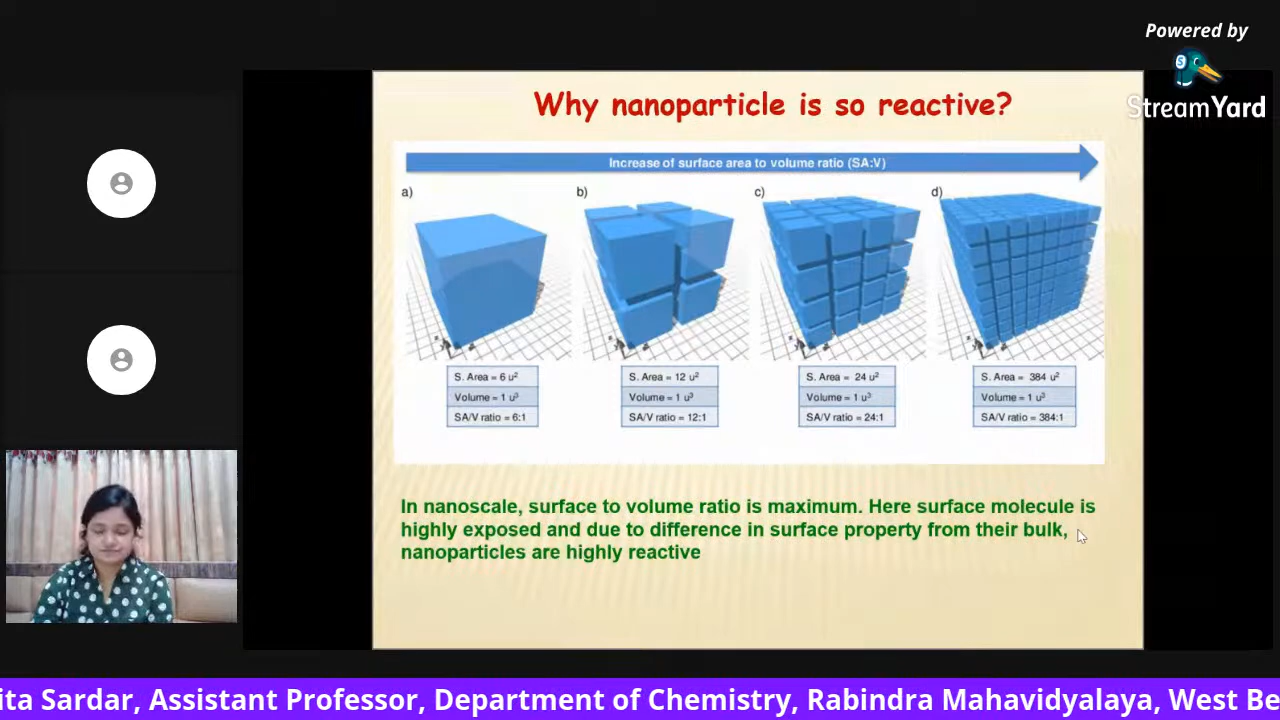 Powered by
StreamYard
Why nanoparticle is so reactive?
Increase of surface area to volume ratio (SA:V)
a)
b)
c)
d)
S. Area = 6 u²
Volume = 1 u³
SA/V ratio = 6:1
S. Area = 12 u²
Volume = 1 u³
SA/V ratio = 12:1
S. Area = 24 u²
Volume = 1 u³
SA/V ratio = 24:1
S. Area = 384 u²
Volume = 1 u³
SA/V ratio = 384:1
In nanoscale, surface to volume ratio is maximum. Here surface molecule is
highly exposed and due to difference in surface property from their bulk,
nanoparticles are highly reactive
ita Sardar, Assistant Professor, Department of Chemistry, Rabindra Mahavidyalaya, West Be